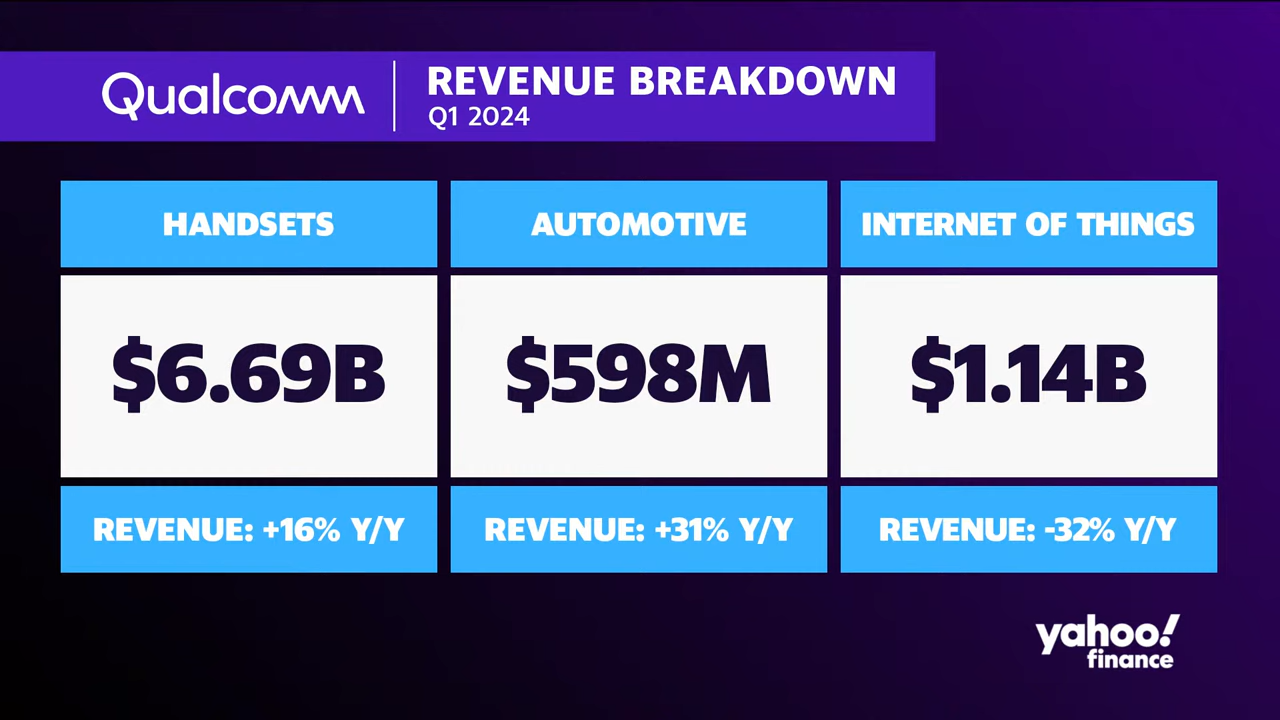 Qualcomm
REVENUE BREAKDOWN
Q1 2024
HANDSETS
AUTOMOTIVE
INTERNET OF THINGS
$6.69B
$598M
$1.14B
REVENUE: +16% Y/Y
REVENUE: +31% Y/Y
REVENUE: -32% Y/Y
yahoo!
finance